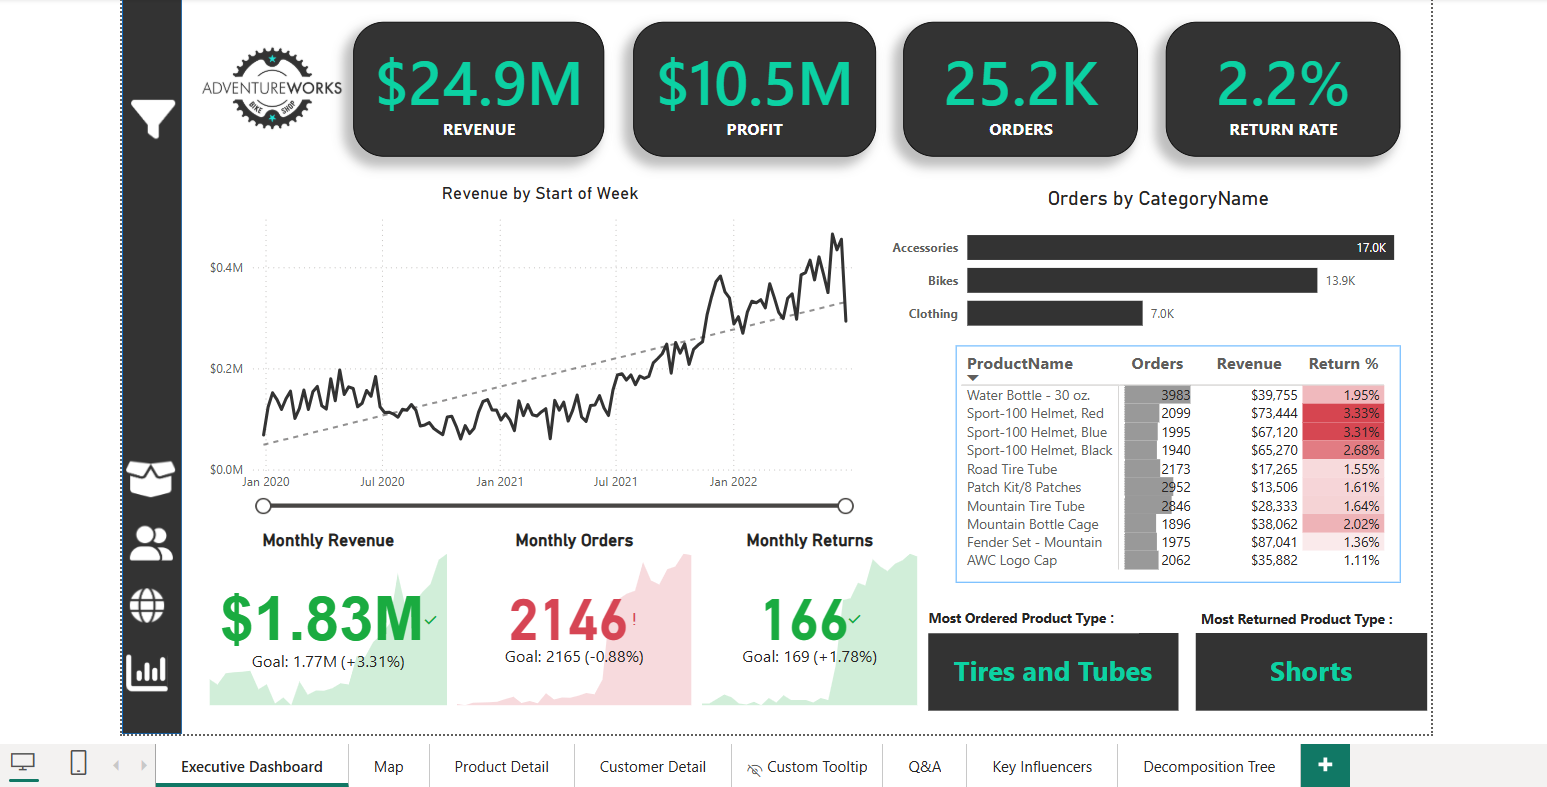 ADVENTUREWORKS
BIKE SHOP
$24.9M
REVENUE
$10.5M
PROFIT
25.2K
ORDERS
2.2%
RETURN RATE
Revenue by Start of Week
$0.4M
$0.2M
$0.0M
Jan 2020 Jul 2020 Jan 2021 Jul 2021 Jan 2022
Orders by CategoryName
Accessories 17.0K
Bikes 13.9K
Clothing 7.0K
ProductName Orders Revenue Return %
Water Bottle - 30 oz. 3983 $39,755 1.95%
Sport-100 Helmet, Red 2099 $73,444 3.33%
Sport-100 Helmet, Blue 1995 $67,120 3.31%
Sport-100 Helmet, Black 1940 $65,270 2.68%
Road Tire Tube 2173 $17,265 1.55%
Patch Kit/8 Patches 2952 $13,506 1.61%
Mountain Tire Tube 2846 $28,333 1.64%
Mountain Bottle Cage 1896 $38,062 2.02%
Fender Set - Mountain 1975 $87,041 1.36%
AWC Logo Cap 2062 $35,882 1.11%
Monthly Revenue
$1.83M
Goal: 1.77M (+3.31%)
Monthly Orders
2146!
Goal: 2165 (-0.88%)
Monthly Returns
166
Goal: 169 (+1.78%)
Most Ordered Product Type :
Tires and Tubes
Most Returned Product Type :
Shorts
Executive Dashboard Map Product Detail Customer Detail Custom Tooltip Q&A Key Influencers Decomposition Tree +